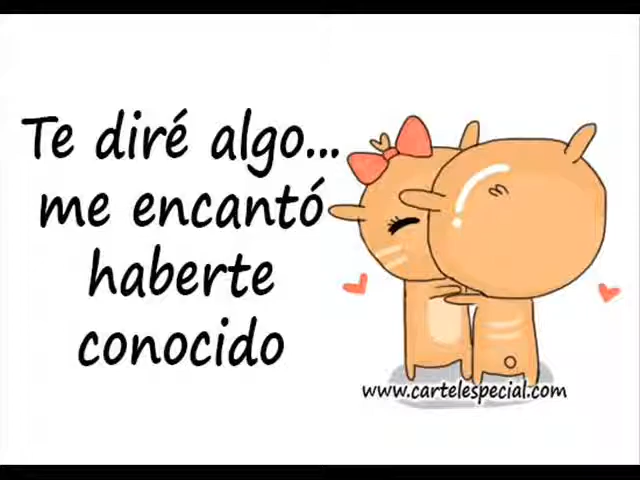 Te diré algo...
me encantó
haberte
conocido
www.cartelespecial.com